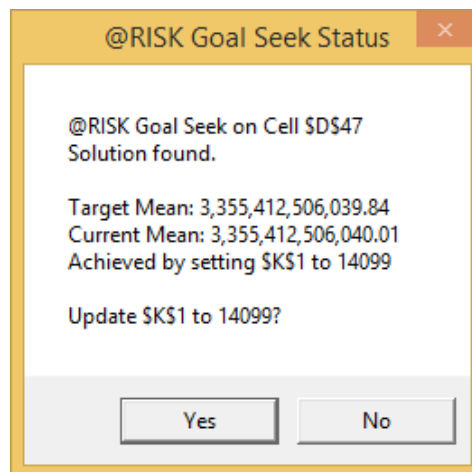 @RISK Goal Seek Status
@RISK Goal Seek on Cell $D$47
Solution found.
Target Mean: 3,355,412,506,039.84
Current Mean: 3,355,412,506,040.01
Achieved by setting $K$1 to 14099
Update $K$1 to 14099?
Yes No